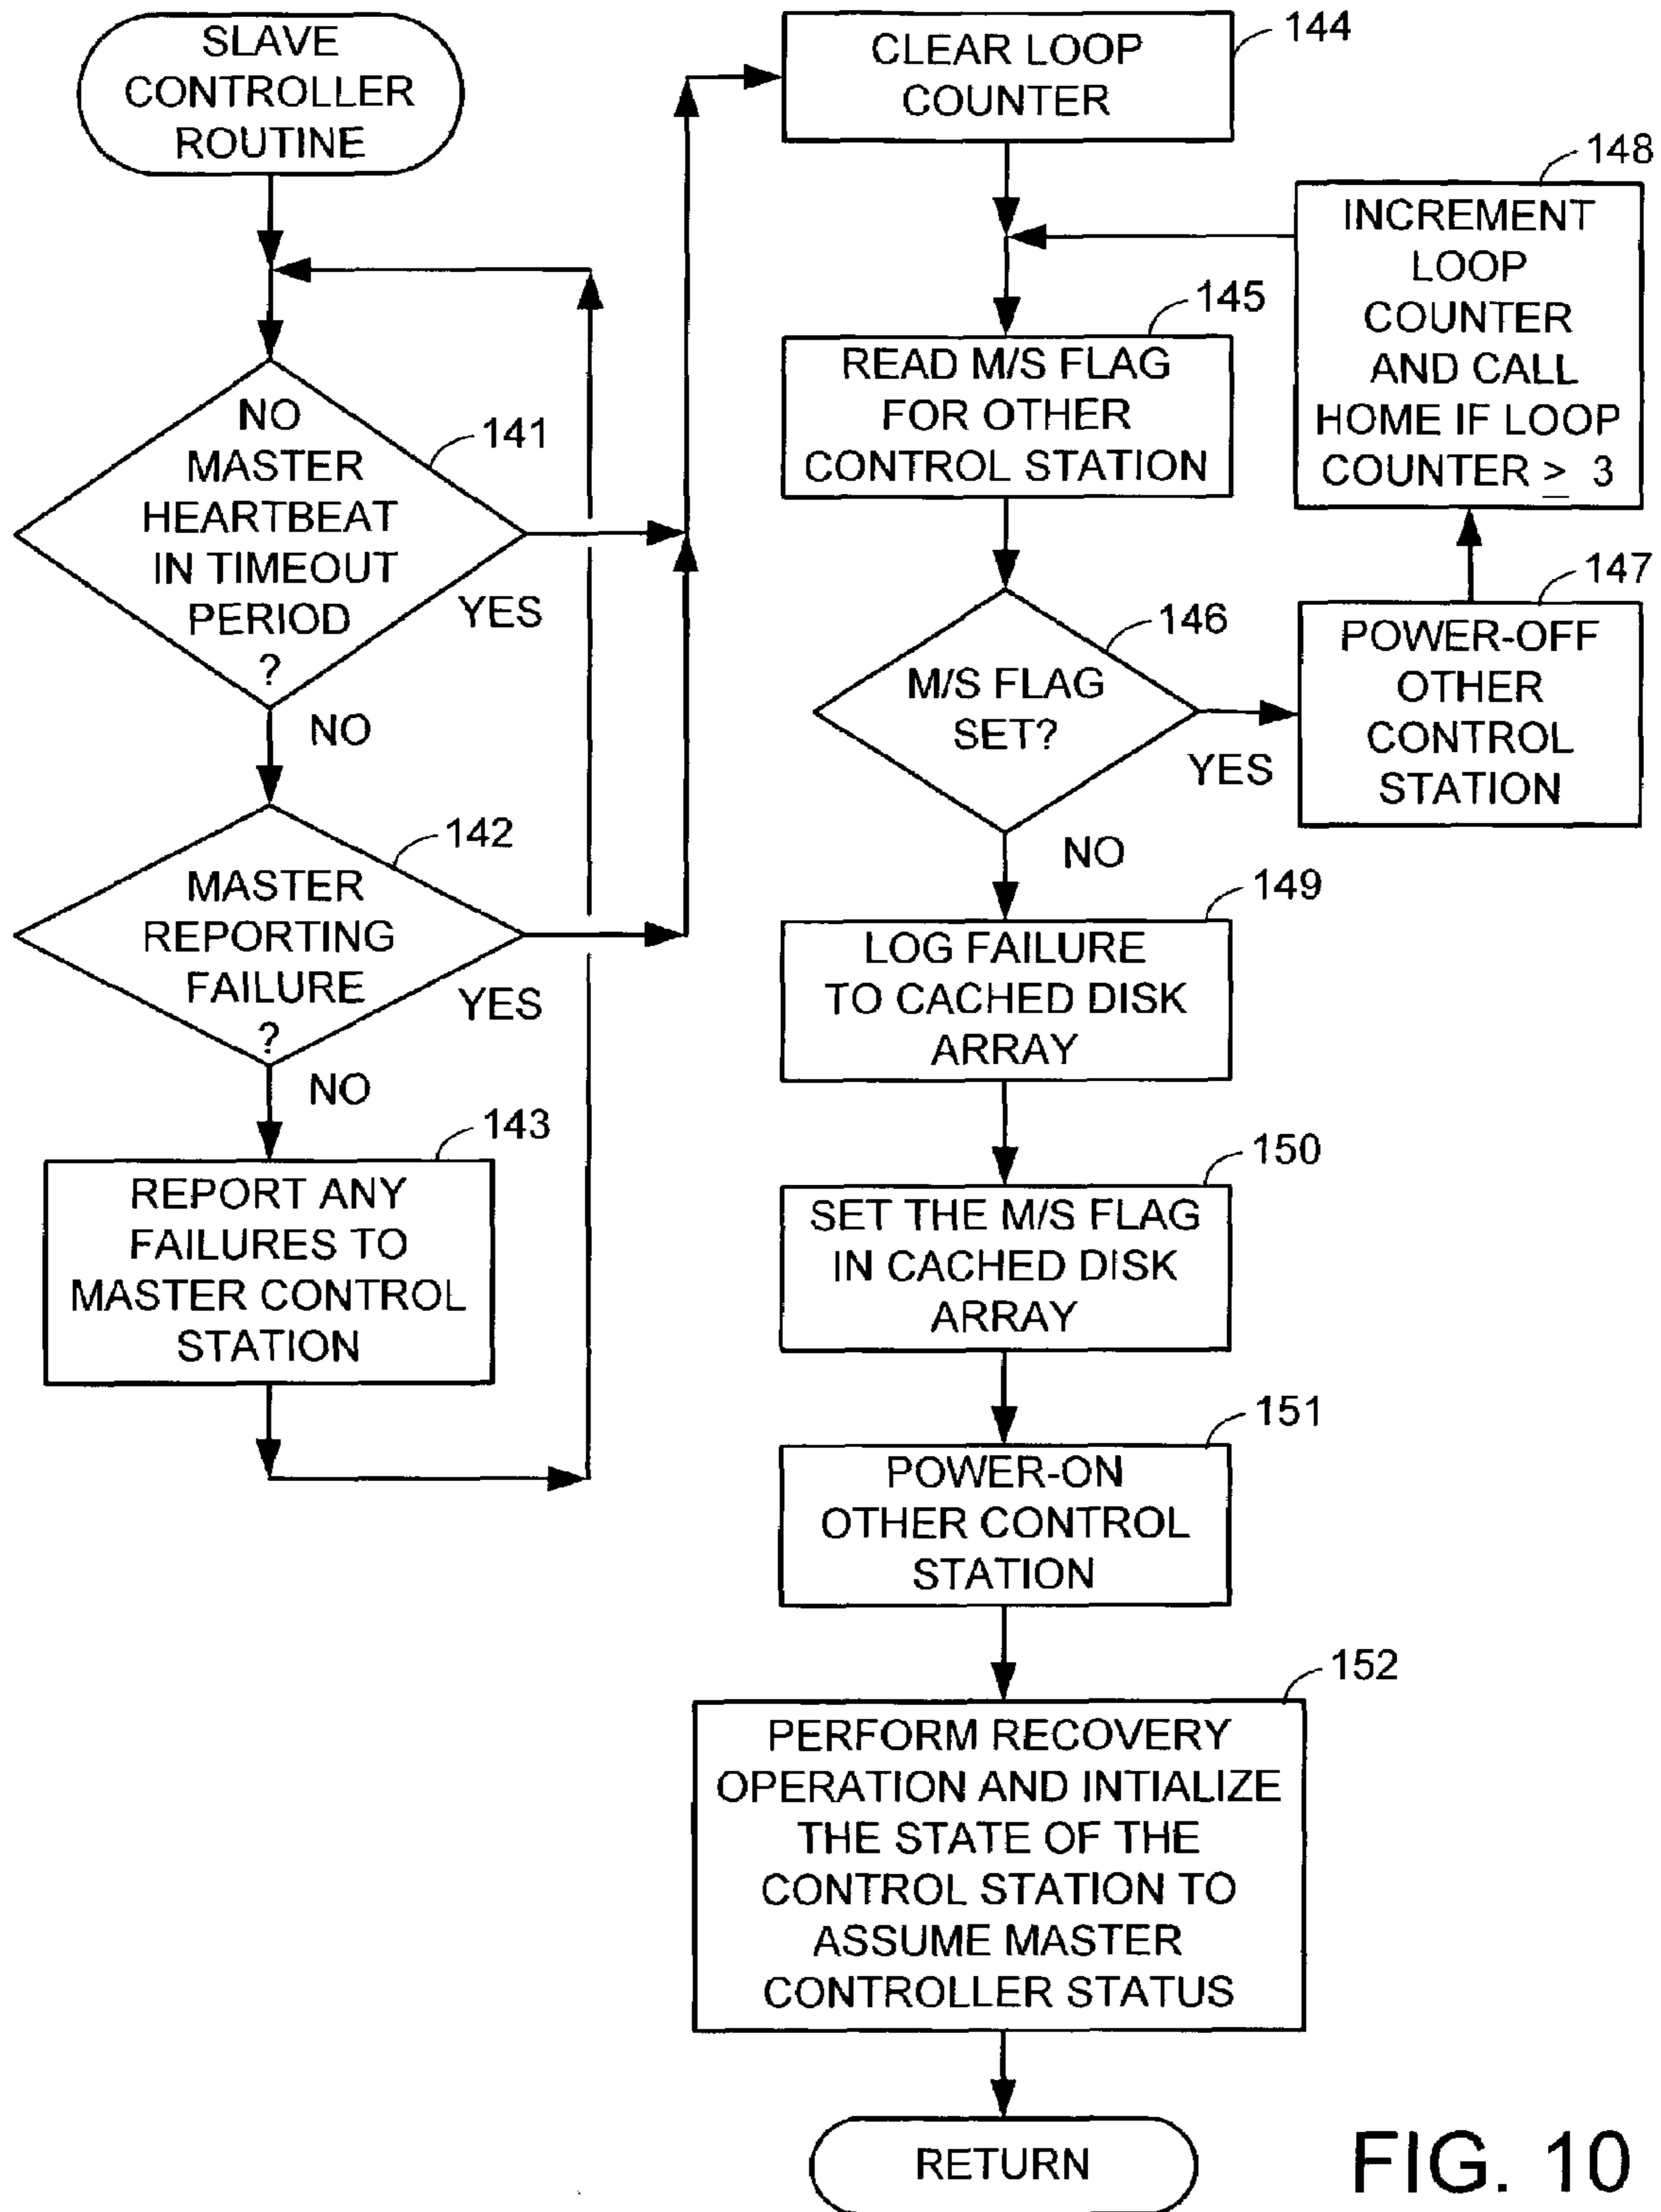 SLAVE
CONTROLLER
ROUTINE
NO
MASTER
HEARTBEAT
IN TIMEOUT
PERIOD
?
141
YES
NO
MASTER
REPORTING
FAILURE
?
142
YES
NO
143
REPORT ANY
FAILURES TO
MASTER CONTROL
STATION
144
CLEAR LOOP
COUNTER
145
READ M/S FLAG
FOR OTHER
CONTROL STATION
146
M/S FLAG
SET?
YES
NO
147
POWER-OFF
OTHER
CONTROL
STATION
148
INCREMENT
LOOP
COUNTER
AND CALL
HOME IF LOOP
COUNTER ≥ 3
149
LOG FAILURE
TO CACHED DISK
ARRAY
150
SET THE M/S FLAG
IN CACHED DISK
ARRAY
151
POWER-ON
OTHER CONTROL
STATION
152
PERFORM RECOVERY
OPERATION AND INTIALIZE
THE STATE OF THE
CONTROL STATION TO
ASSUME MASTER
CONTROLLER STATUS
RETURN
FIG. 10